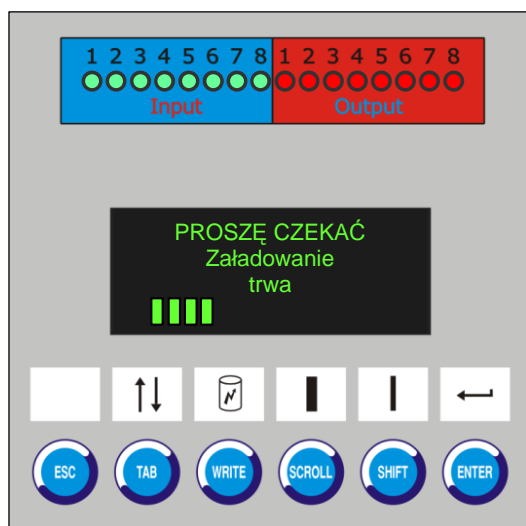 1 2 3 4 5 6 7 8 1 2 3 4 5 6 7 8
Input Output
PROSZĘ CZEKAĆ
Załadowanie
trwa
ESC TAB WRITE SCROLL SHIFT ENTER